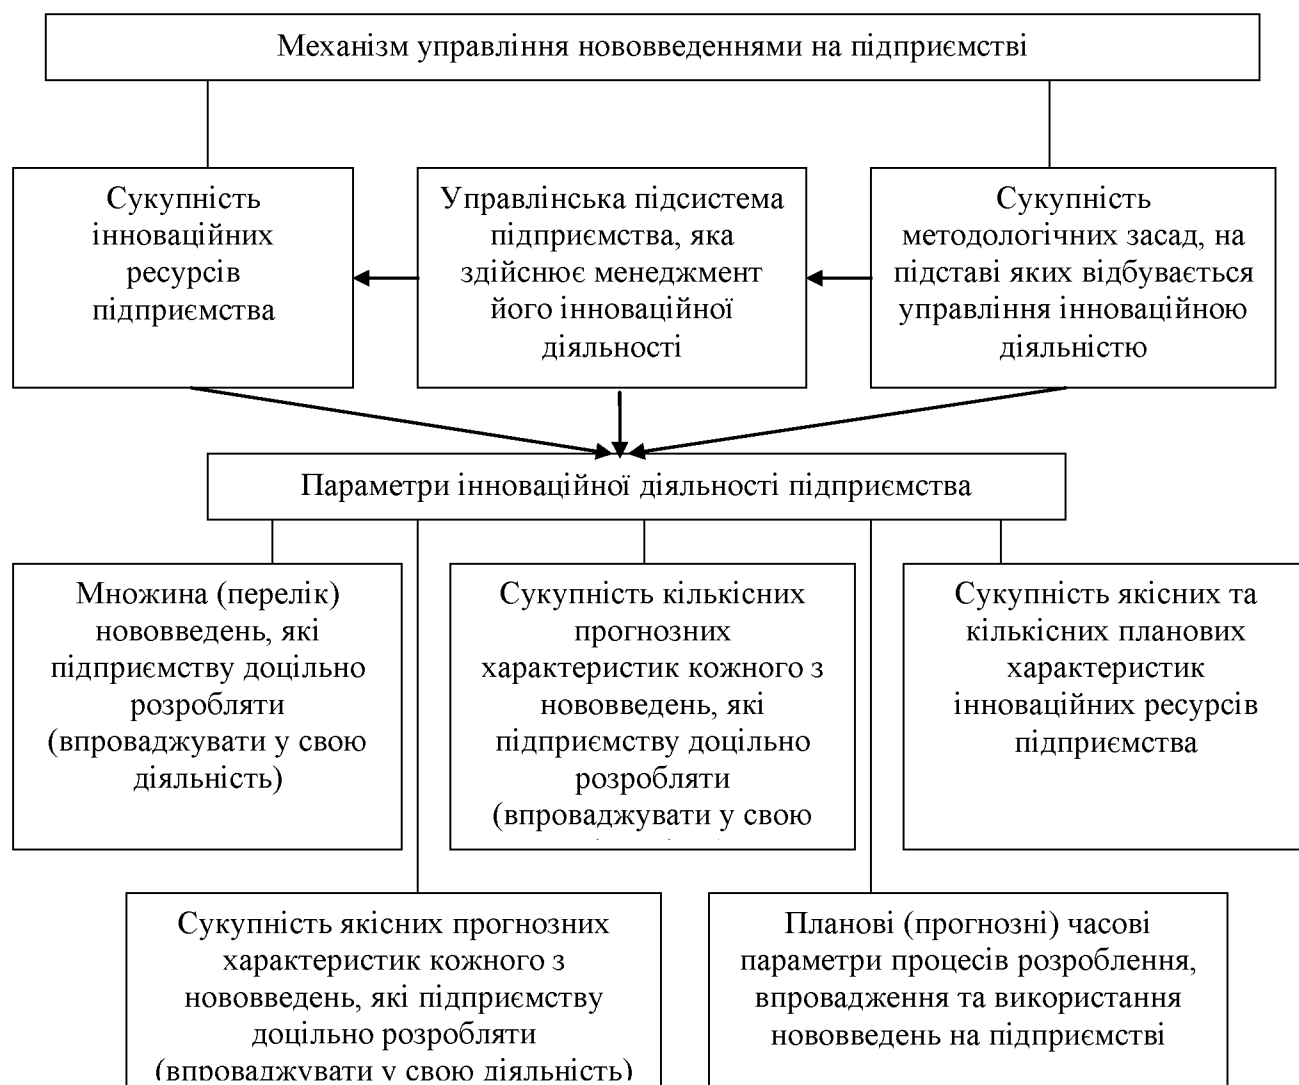 Механізм управління нововведеннями на підприємстві
Сукупність
інноваційних
ресурсів
підприємства
Управлінська підсистема
підприємства, яка
здійснює менеджмент
його інноваційної
діяльності
Сукупність
методологічних засад, на
підставі яких відбувається
управління інноваційною
діяльністю
Параметри інноваційної діяльності підприємства
Множина (перелік)
нововведень, які
підприємству доцільно
розробляти
(впроваджувати у свою
діяльність)
Сукупність кількісних
прогнозних
характеристик кожного з
нововведень, які
підприємству доцільно
розробляти
(впроваджувати у свою
Сукупність якісних та
кількісних планових
характеристик
інноваційних ресурсів
підприємства
Сукупність якісних прогнозних
характеристик кожного з
нововведень, які підприємству
доцільно розробляти
(впроваджувати у свою діяльність)
Планові (прогнозні) часові
параметри процесів розроблення,
впровадження та використання
нововведень на підприємстві